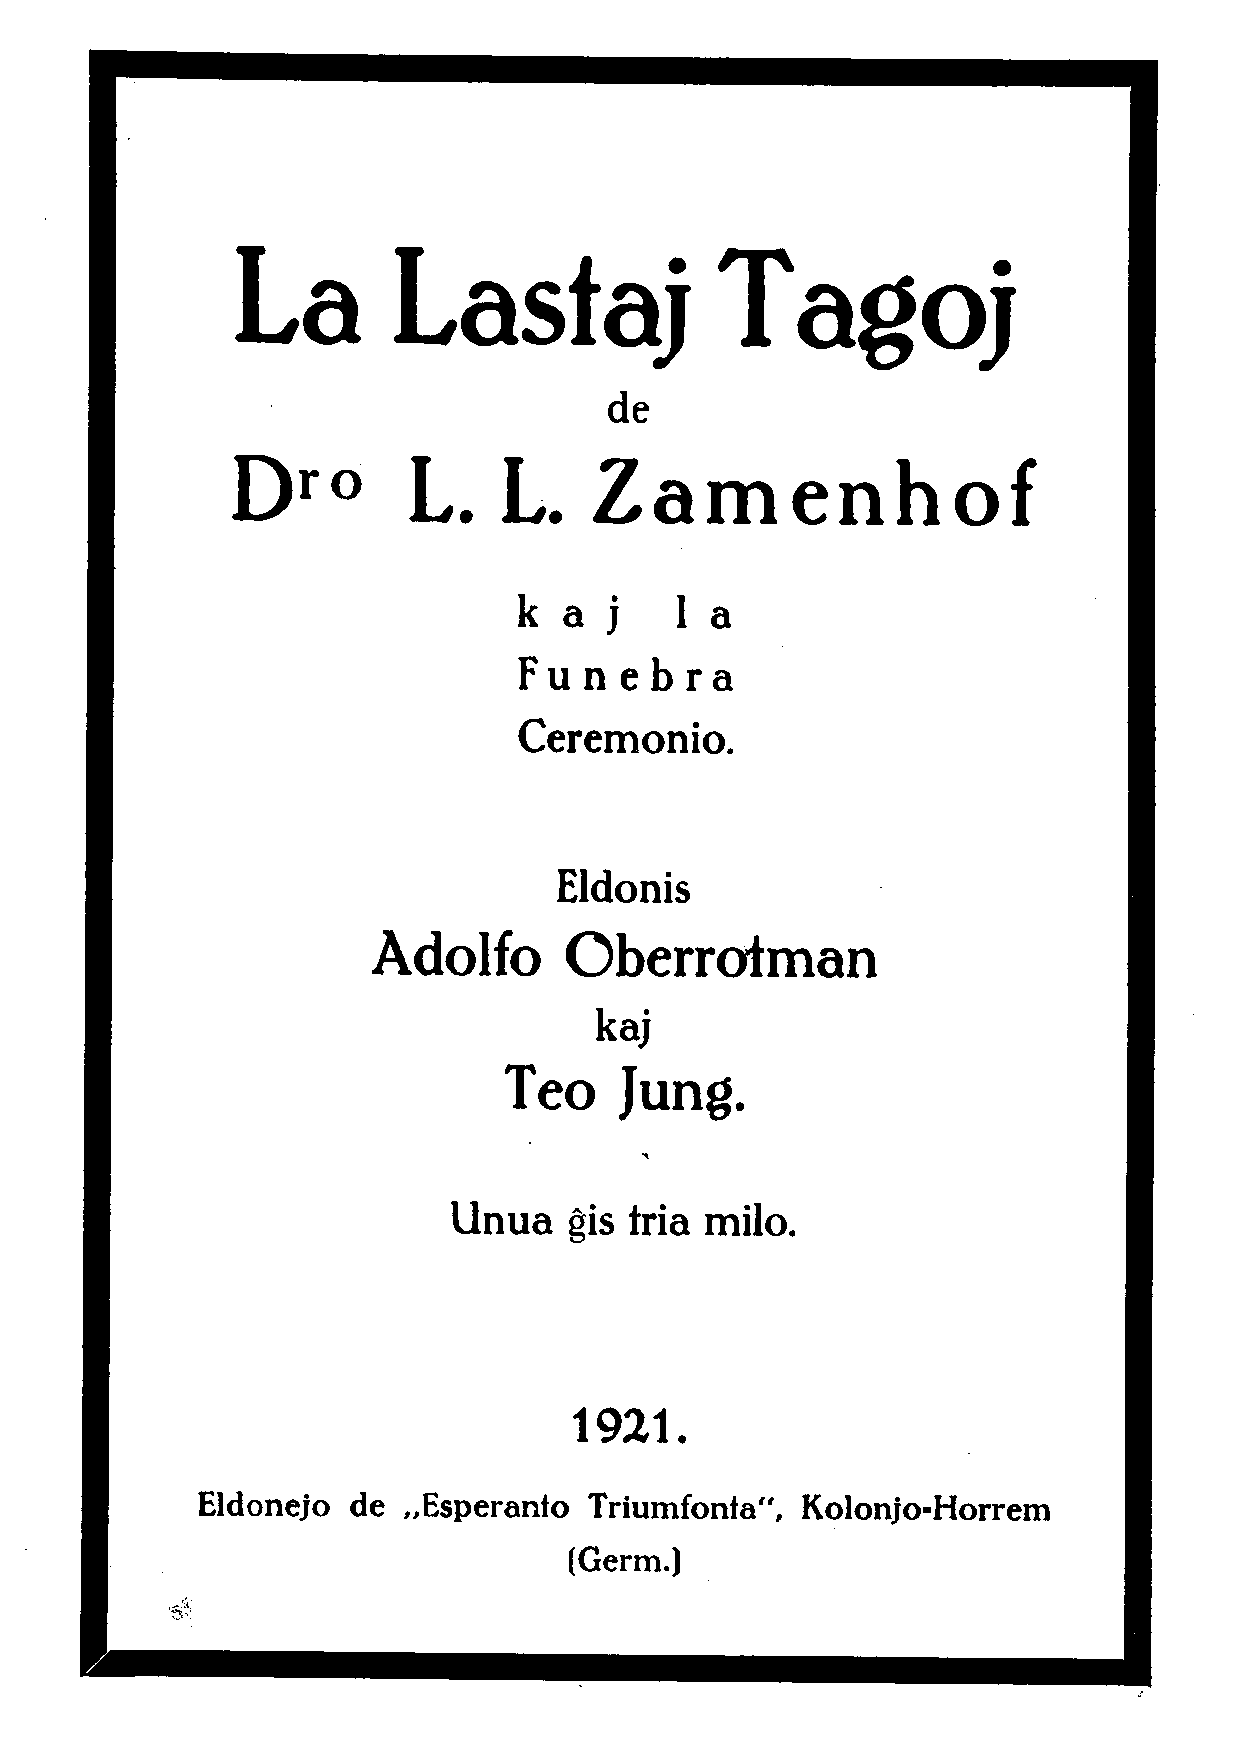 La Lastaj Tagoj
de
Dro L. L. Zamenhof
kaj la
Funebra
Ceremonio.
Eldonis
Adolfo Oberrotman
kaj
Teo Jung.
Unua ĝis tria milo.
1921.
Eldonejo de „Esperanto Triumfonta“, Kolonjo-Horrem
(Germ.)